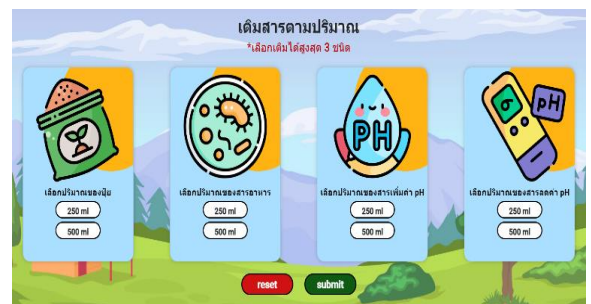 เติมสารตามปริมาณ
*เลือกเติมได้สูงสุด 3 ชนิด
PH
6
pH
เลือกปริมาณของปุ๋ย
เลือกปริมาณของสารอาหาร
เลือกปริมาณของสารเพิ่มค่า pH
เลือกปริมาณของสารลดค่า pH
250 ml
250 ml
250 ml
250 ml
500 ml
500 ml
500 ml
500 ml
reset
submit